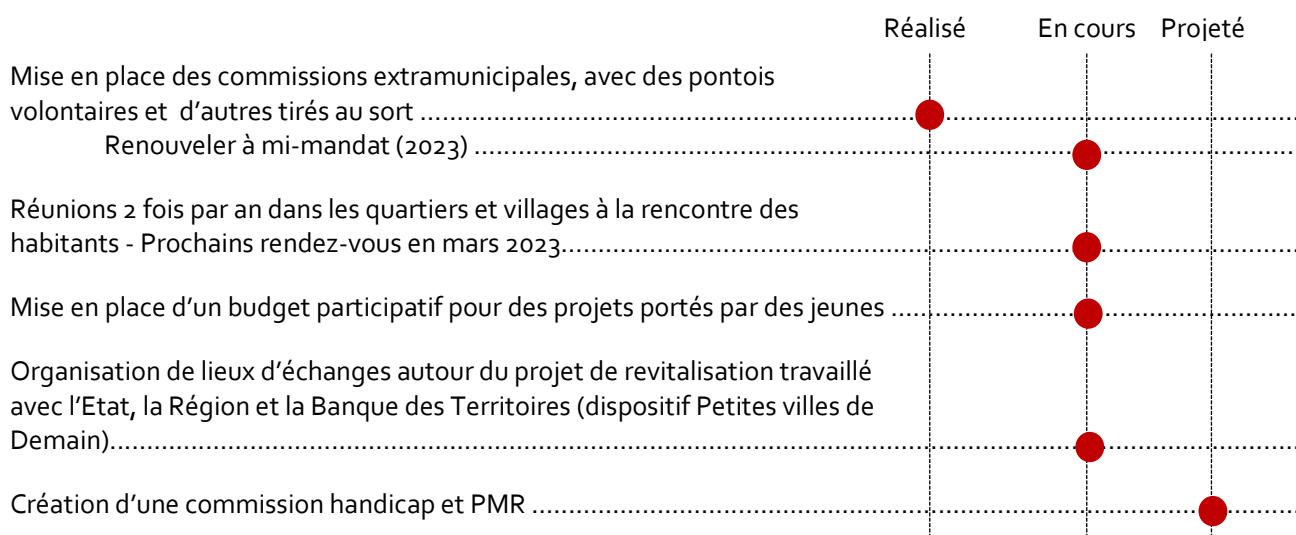 Réalisé En cours Projeté
Mise en place des commissions extramunicipales, avec des pontois
volontaires et d'autres tirés au sort ..........
Renouveler à mi-mandat (2023) ..........
Réunions 2 fois par an dans les quartiers et villages à la rencontre des
habitants - Prochains rendez-vous en mars 2023..........
Mise en place d'un budget participatif pour des projets portés par des jeunes ..........
Organisation de lieux d'échanges autour du projet de revitalisation travaillé
avec l'Etat, la Région et la Banque des Territoires (dispositif Petites villes de
Demain)..........
Création d'une commission handicap et PMR ..........